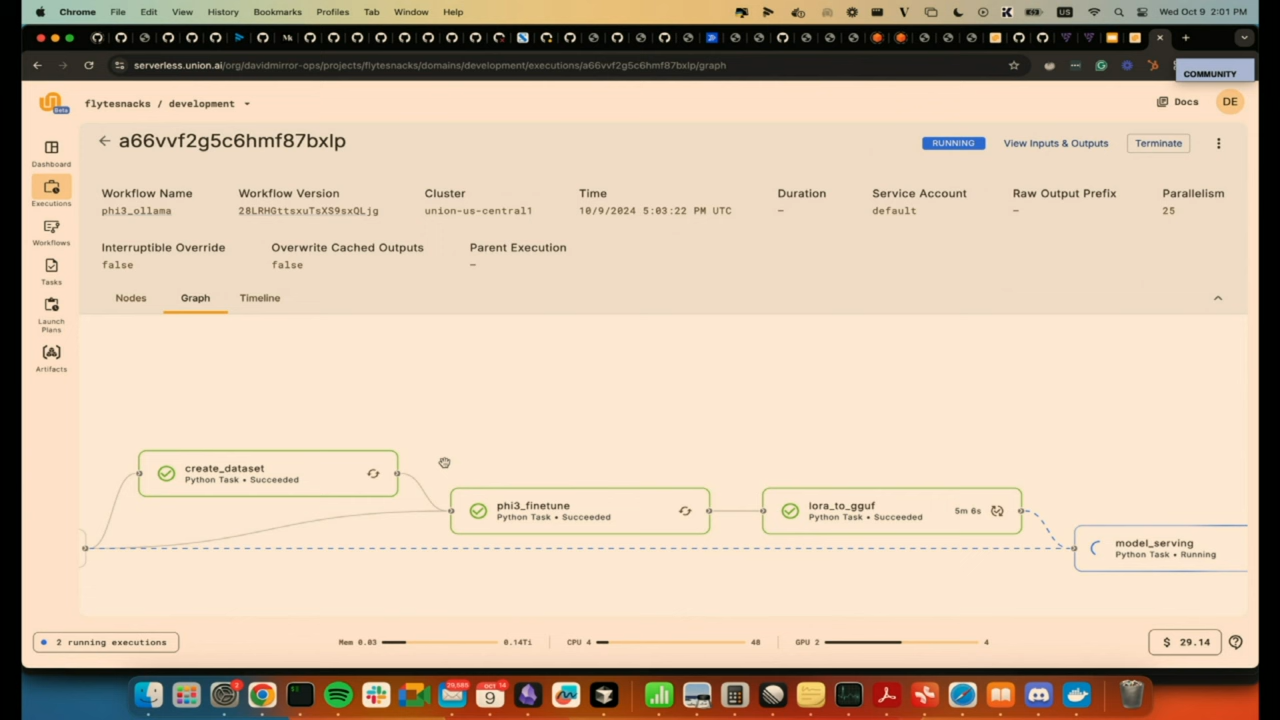 Chrome File Edit View History Bookmarks Profiles Tab Window Help US Wed Oct 9 2:01 PM
serverless.union.ai/org/davidmirror-ops/projects/flytesnacks/domains/development/executions/a66vvf2g5c6hmf87bxlp/graph
COMMUNITY
Beta
flytesnacks / development
Docs
DE
a66vvf2g5c6hmf87bxlp
RUNNING
View Inputs & Outputs
Terminate
Dashboard
Executions
Workflows
Tasks
Launch
Plans
Artifacts
Workflow Name Workflow Version Cluster Time Duration Service Account Raw Output Prefix Parallelism
phi3_ollama 28LRHGttsxuTsXS9sxQLjg union-us-central1 10/9/2024 5:03:22 PM UTC – default – 25
Interruptible Override Overwrite Cached Outputs Parent Execution
false false –
Nodes Graph Timeline
create_dataset
Python Task • Succeeded
phi3_finetune
Python Task • Succeeded
lora_to_gguf
Python Task • Succeeded
5m 6s
model_serving
Python Task • Running
2 running executions
Mem 0.03 0.14Ti
CPU 4 48
GPU 2 4
$ 29.14